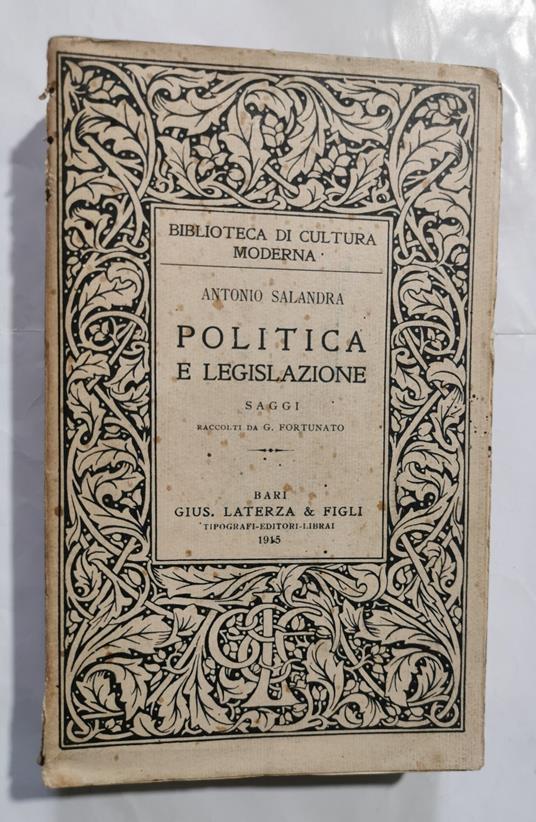 BIBLIOTECA DI CULTURA
MODERNA
ANTONIO SALANDRA
POLITICA
E LEGISLAZIONE
SAGGI
RACCOLTI DA G. FORTUNATO
BARI
GIUS. LATERZA & FIGLI
TIPOGRAFI-EDITORI-LIBRAI
1915